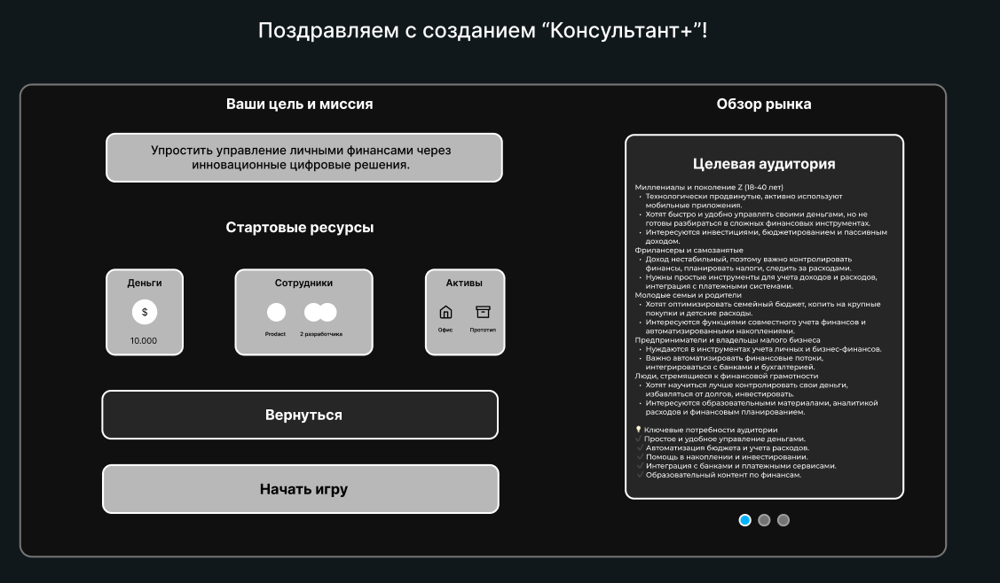 Поздравляем с созданием “Консультант+”!
Ваши цель и миссия
Упростить управление личными финансами через
инновационные цифровые решения.
Стартовые ресурсы
Деньги
$
10.000
Сотрудники
Prodact
2 разработчика
Активы
Офис
Прототип
Вернуться
Начать игру
Обзор рынка
Целевая аудитория
Миллениалы и поколение Z (18-40 лет)
• Технологически продвинутые, активно используют
мобильные приложения.
• Хотят быстро и удобно управлять своими деньгами, но не
готовы разбираться в сложных финансовых инструментах.
• Интересуются инвестициями, бюджетированием и пассивным
доходом.
Фрилансеры и самозанятые
• Доход нестабильный, поэтому важно контролировать
финансы, планировать налоги, следить за расходами.
• Нужны простые инструменты для учета доходов и расходов,
интеграция с платежными системами.
Молодые семьи и родители
• Хотят оптимизировать семейный бюджет, копить на крупные
покупки и детские расходы.
• Интересуются функциями совместного учета финансов и
автоматизированными накоплениями.
Предприниматели и владельцы малого бизнеса
• Нуждаются в инструментах учета личных и бизнес-финансов.
• Важно автоматизировать финансовые потоки,
интегрироваться с банками и бухгалтерией.
Люди, стремящиеся к финансовой грамотности
• Хотят научиться лучше контролировать свои деньги,
избавляться от долгов, инвестировать.
• Интересуются образовательными материалами, аналитикой
расходов и финансовым планированием.
💡 Ключевые потребности аудитории
✔ Простое и удобное управление деньгами.
✔ Автоматизация бюджета и учета расходов.
✔ Помощь в накоплении и инвестировании.
✔ Интеграция с банками и платежными сервисами.
✔ Образовательный контент по финансам.